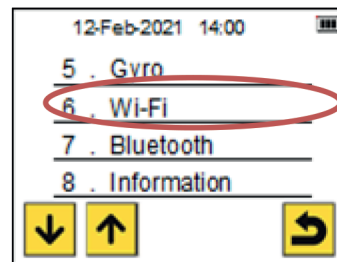 12-Feb-2021 14:00
5 . Gyro
6 . Wi-Fi
7 . Bluetooth
8 . Information